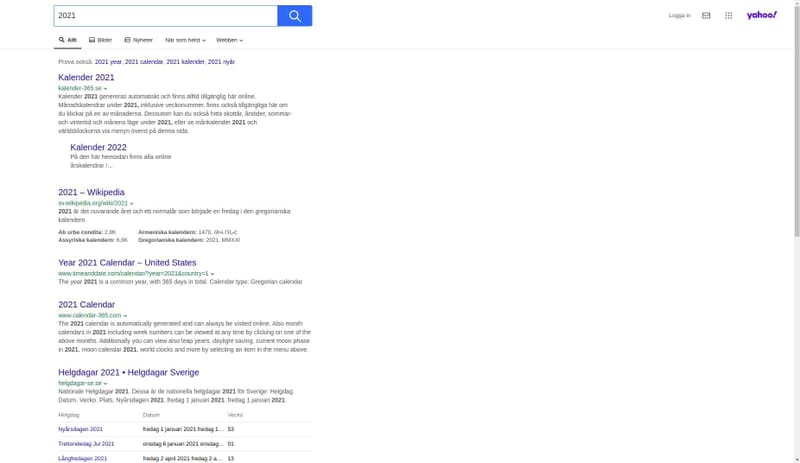 2021
Logga in
yahoo!
Allt Bilder Nyheter När som helst Webben
Prova också: 2021 year, 2021 calendar, 2021 kalender, 2021 nyår
Kalender 2021
kalender-365.se
Kalender 2021 genereras automatiskt och finns alltid tillgänglig här online.
Månadskalendrar under 2021, inklusive veckonummer, finns också tillgängliga här om
du klickar på en av månaderna. Dessutom kan du också hitta skottår, årstider, sommar-
och vintertid och månens läge under 2021, eller se månkalender 2021 och
världsklockorna via menyn överst på denna sida.
Kalender 2022
På den här hemsidan finns alla online
årskalendrar /...
2021 – Wikipedia
sv.wikipedia.org/wiki/2021
2021 är det nuvarande året och ett normalår som började en fredag i den gregorianska
kalendern.
Ab urbe condita: 2,8K Armeniska kalendern: 1470,
Assyriska kalendern: 6,8K Gregorianska kalendern: 2021, MMXXI
Year 2021 Calendar – United States
www.timeanddate.com/calendar/?year=2021&country=1
The year 2021 is a common year, with 365 days in total. Calendar type: Gregorian calendar
2021 Calendar
www.calendar-365.com
The 2021 calendar is automatically generated and can always be visited online. Also month
calendars in 2021 including week numbers can be viewed at any time by clicking on one of the
above months. Additionally you can view also leap years, daylight saving, current moon phase
in 2021, moon calendar 2021, world clocks and more by selecting an item in the menu above.
Helgdagar 2021 • Helgdagar Sverige
helgdagar-se.se
Nationale Helgdagar 2021. Dessa är de nationella helgdagar 2021 för Sverige: Helgdag.
Datum. Vecko. Plats. Nyårsdagen 2021. fredag 1 januari 2021. fredag 1 januari 2021.
Helgdag Datum Vecko
Nyårsdagen 2021 fredag 1 januari 2021 fredag 1... 53
Trettondedag Jul 2021 onsdag 6 januari 2021 onsdag... 01
Långfredagen 2021 fredag 2 april 2021 fredag 2 a... 13